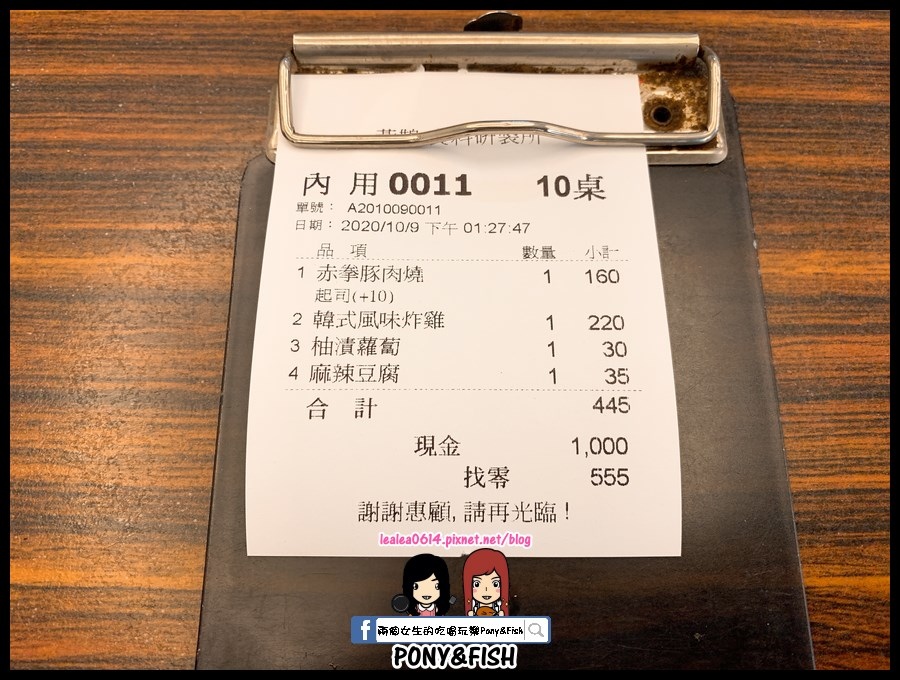 內 用 0011 10桌
單號： A2010090011
日期： 2020/10/9 下午 01:27:47
品 項 數量 小計
1 赤拳豚肉燒 1 160
起司(+10)
2 韓式風味炸雞 1 220
3 柚漬蘿蔔 1 30
4 麻辣豆腐 1 35
合 計 445
現金 1,000
找零 555
謝謝惠顧, 請再光臨！
lealea0614.pixnet.net/blog
兩個女生的吃喝玩樂Pony&Fish
PONY&FISH